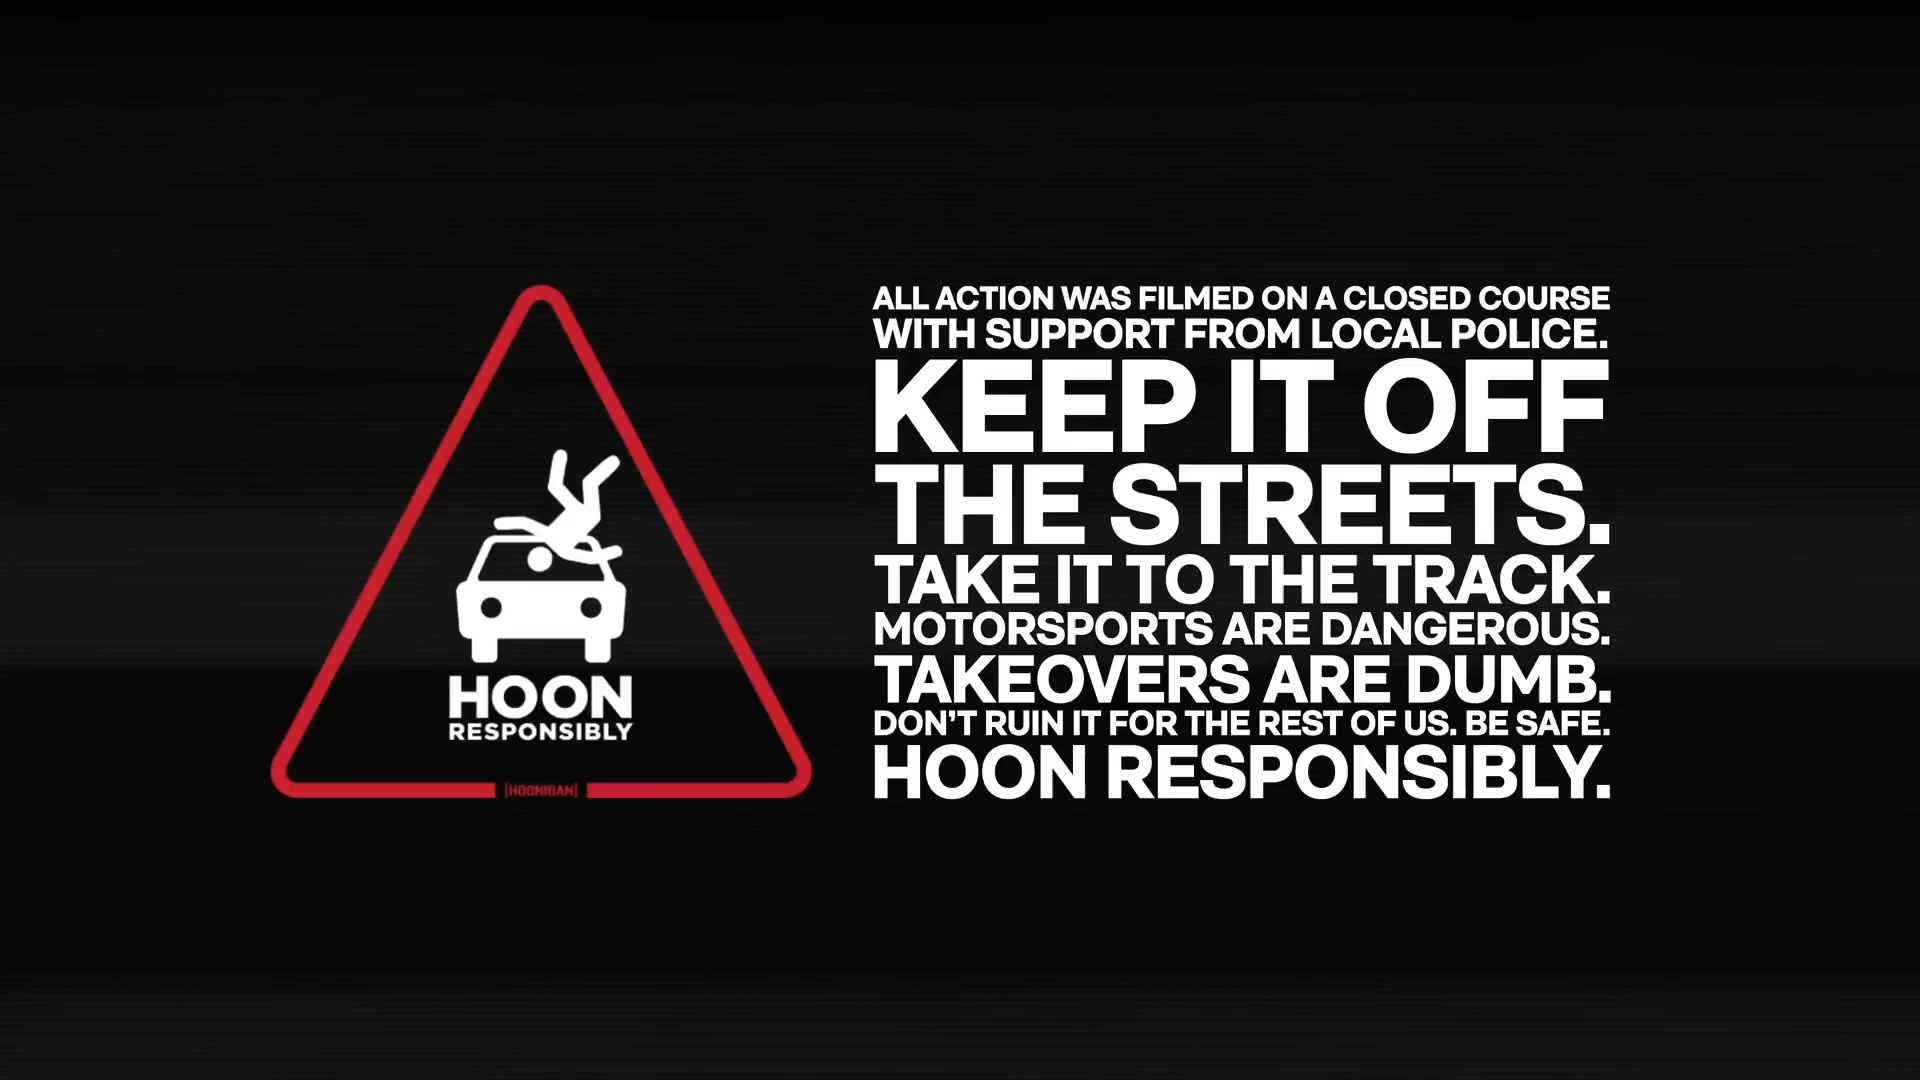 HOON
RESPONSIBLY
[HOONIGAN]
ALL ACTION WAS FILMED ON A CLOSED COURSE
WITH SUPPORT FROM LOCAL POLICE.
KEEP IT OFF
THE STREETS.
TAKE IT TO THE TRACK.
MOTORSPORTS ARE DANGEROUS.
TAKEOVERS ARE DUMB.
DON'T RUIN IT FOR THE REST OF US. BE SAFE.
HOON RESPONSIBLY.